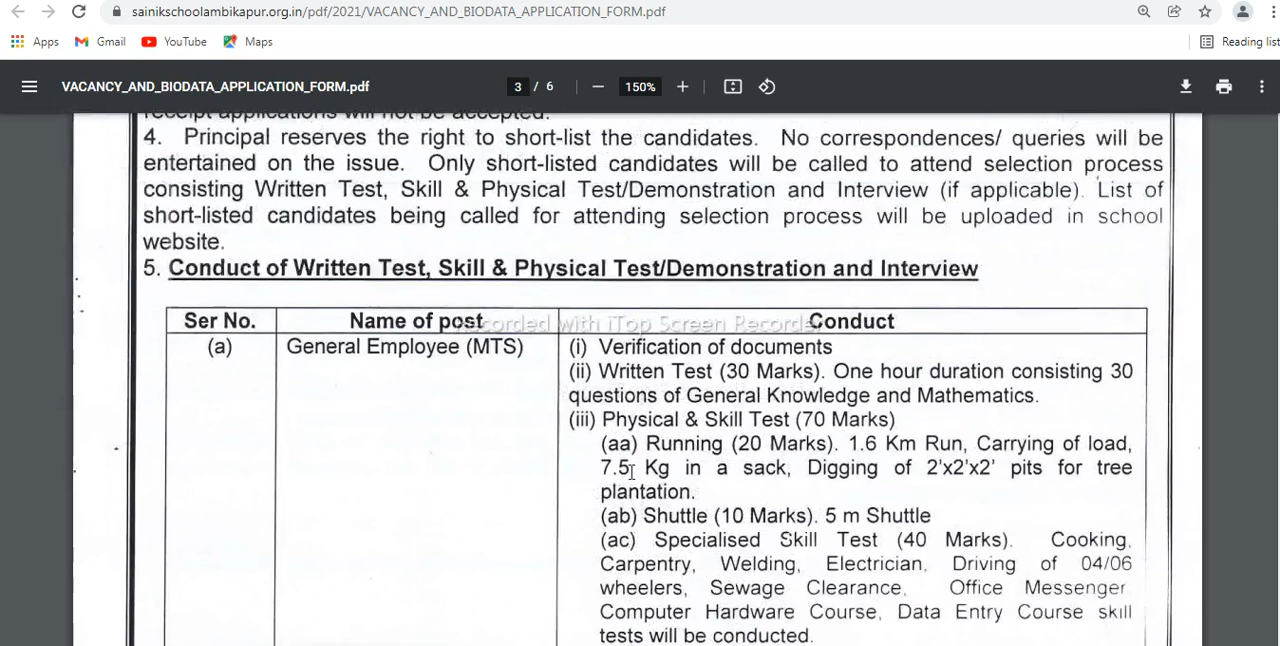 sainikschoolambikapur.org.in/pdf/2021/VACANCY_AND_BIODATA_APPLICATION_FORM.pdf
Apps Gmail YouTube Maps Reading list
VACANCY_AND_BIODATA_APPLICATION_FORM.pdf 3 / 6 150%
receipt applications will not be accepted.
4. Principal reserves the right to short-list the candidates. No correspondences/ queries will be
entertained on the issue. Only short-listed candidates will be called to attend selection process
consisting Written Test, Skill & Physical Test/Demonstration and Interview (if applicable). List of
short-listed candidates being called for attending selection process will be uploaded in school
website.
5. Conduct of Written Test, Skill & Physical Test/Demonstration and Interview
Ser No. Name of post Conduct
Recorded with iTop Screen Recorder
(a) General Employee (MTS) (i) Verification of documents
(ii) Written Test (30 Marks). One hour duration consisting 30
questions of General Knowledge and Mathematics.
(iii) Physical & Skill Test (70 Marks)
(aa) Running (20 Marks). 1.6 Km Run, Carrying of load,
7.5 Kg in a sack, Digging of 2'x2'x2' pits for tree
plantation.
(ab) Shuttle (10 Marks). 5 m Shuttle
(ac) Specialised Skill Test (40 Marks). Cooking,
Carpentry, Welding, Electrician, Driving of 04/06
wheelers, Sewage Clearance, Office Messenger
Computer Hardware Course, Data Entry Course skill
tests will be conducted.